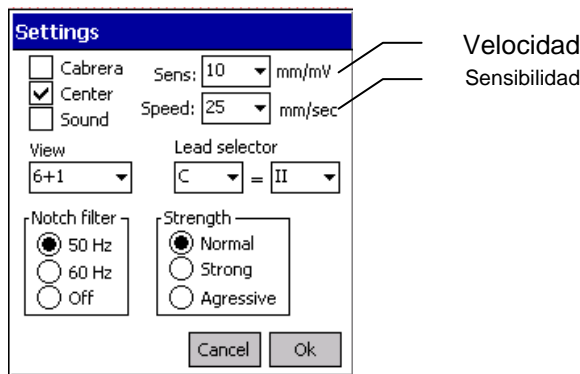 Settings
Cabrera
Center
Sound
Sens: 10 mm/mV
Speed: 25 mm/sec
Velocidad
Sensibilidad
View
6+1
Lead selector
C = II
Notch filter
50 Hz
60 Hz
Off
Strength
Normal
Strong
Agressive
Cancel Ok